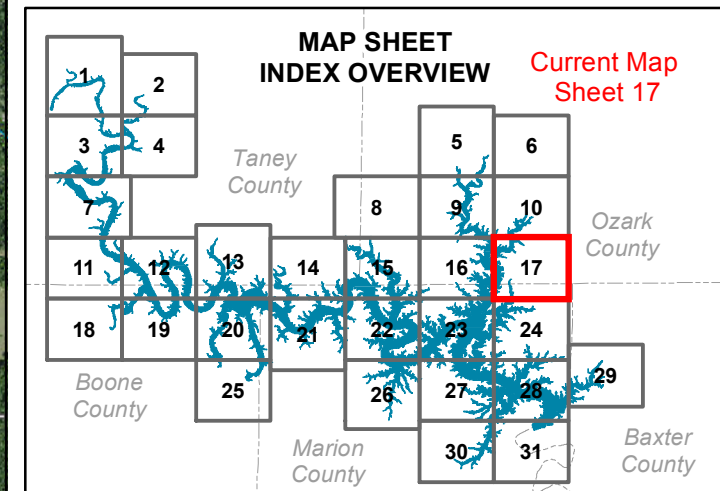 MAP SHEET
INDEX OVERVIEW
Current Map
Sheet 17
1
2
3
4
5
6
Taney
County
7
8
9
10
Ozark
County
11
12
13
14
15
16
17
18
19
20
21
22
23
24
Boone
County
25
26
27
28
29
Marion
County
30
31
Baxter
County